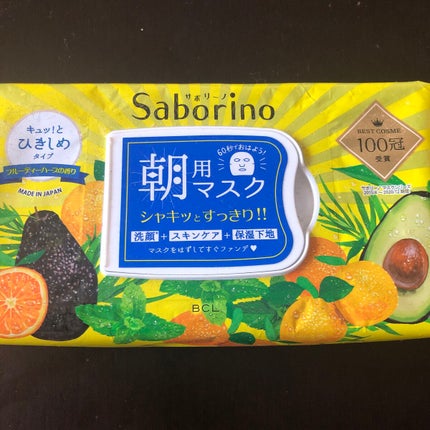 サボリーノ
Saborino
キュッ!と
ひきしめ
タイプ
フルーティーハーブの香り
MADE IN JAPAN
60秒でおはよう!
朝用マスク
シャキッとすっきり!!
洗顔+スキンケア+保湿下地
マスクをはずしてすぐファンデ♥
BEST COSME
100冠
受賞
BCL